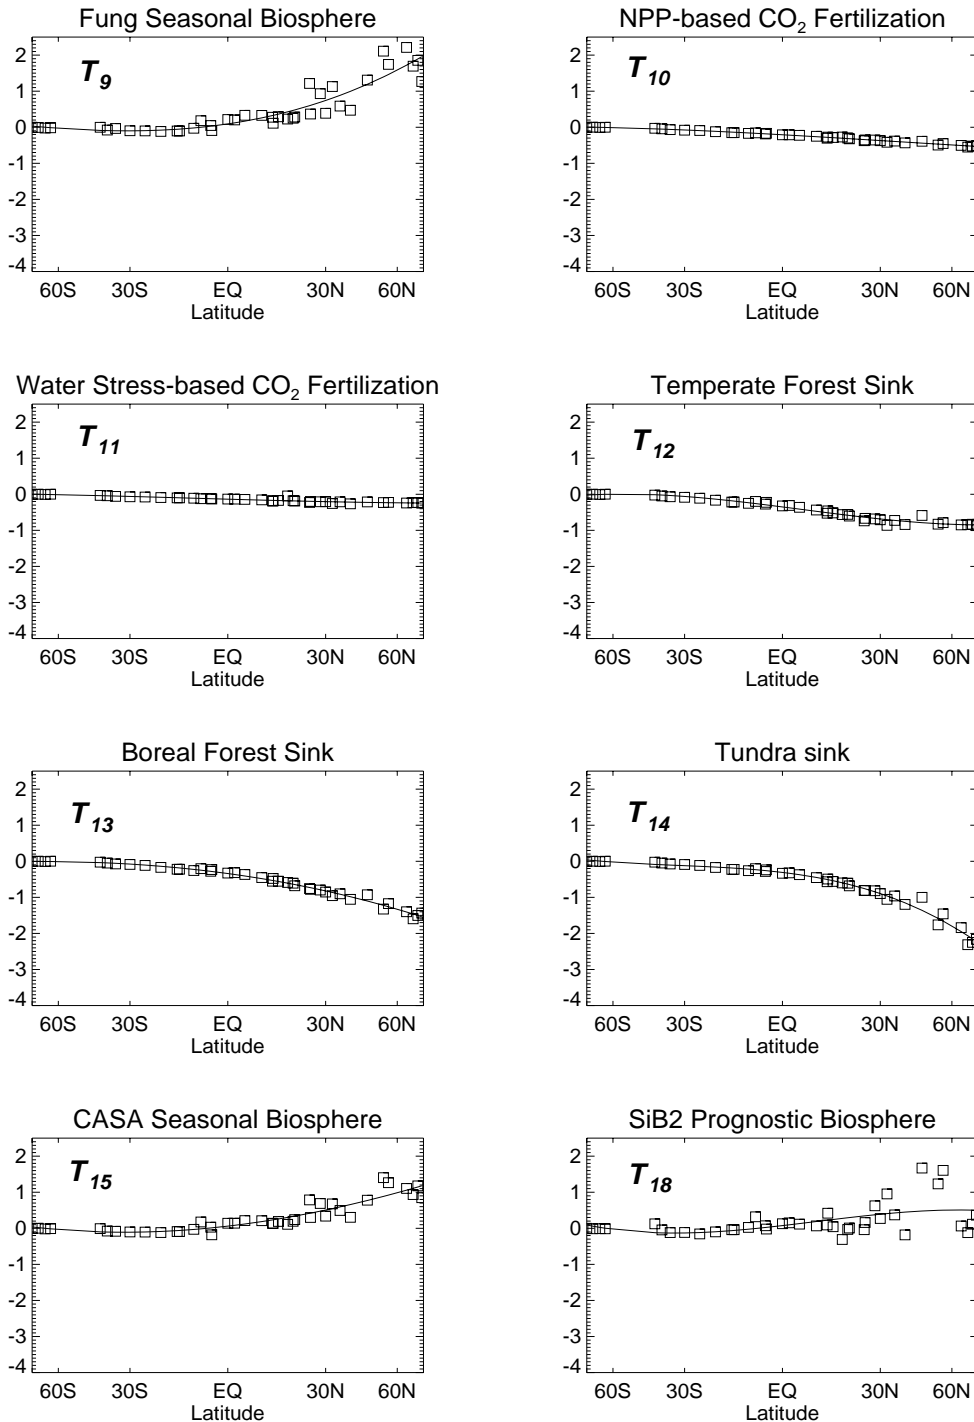 Fung Seasonal Biosphere
T9
2
1
0
-1
-2
-3
-4
60S 30S EQ 30N 60N
Latitude
NPP-based CO2 Fertilization
T10
2
1
0
-1
-2
-3
-4
60S 30S EQ 30N 60N
Latitude
Water Stress-based CO2 Fertilization
T11
2
1
0
-1
-2
-3
-4
60S 30S EQ 30N 60N
Latitude
Temperate Forest Sink
T12
2
1
0
-1
-2
-3
-4
60S 30S EQ 30N 60N
Latitude
Boreal Forest Sink
T13
2
1
0
-1
-2
-3
-4
60S 30S EQ 30N 60N
Latitude
Tundra sink
T14
2
1
0
-1
-2
-3
-4
60S 30S EQ 30N 60N
Latitude
CASA Seasonal Biosphere
T15
2
1
0
-1
-2
-3
-4
60S 30S EQ 30N 60N
Latitude
SiB2 Prognostic Biosphere
T18
2
1
0
-1
-2
-3
-4
60S 30S EQ 30N 60N
Latitude